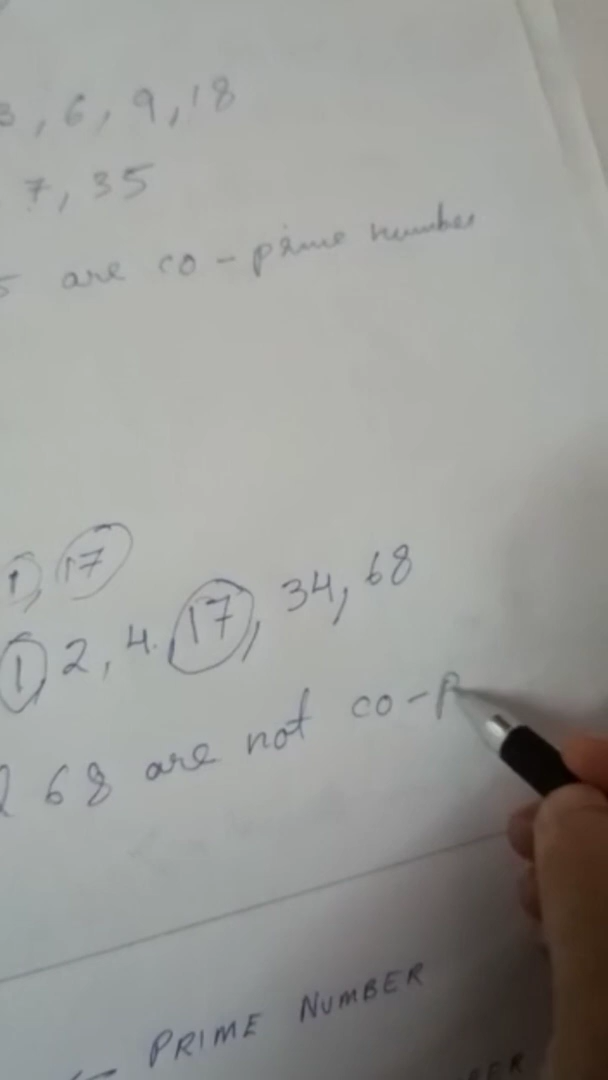 3, 6, 9, 18
7, 35
5 are co-prime number
1, 17
1, 2, 4, 17, 34, 68
68 are not co-p
PRIME NUMBER